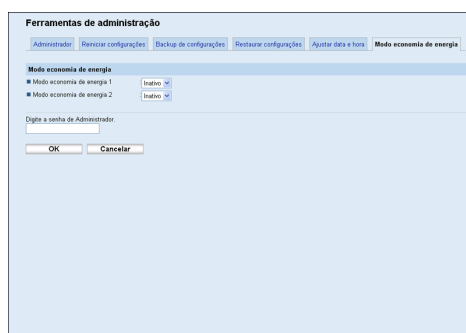 Ferramentas de administração
Administrador Reiniciar configurações Backup de configurações Restaurar configurações Ajustar data e hora Modo economia de energia
Modo economia de energia
Modo economia de energia 1 Inativo
Modo economia de energia 2 Inativo
Digite a senha de Administrador.
OK Cancelar